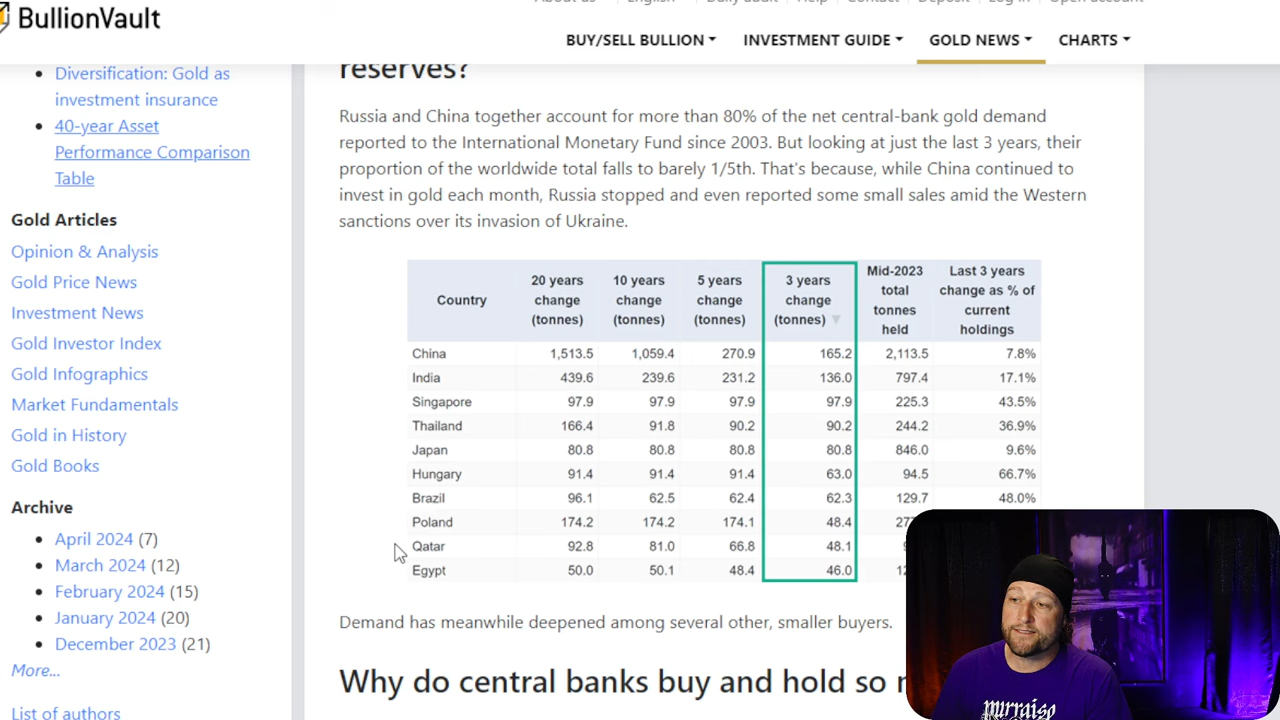 BullionVault
About us English Daily audit Help Contact Deposit Log in Open account
BUY/SELL BULLION INVESTMENT GUIDE GOLD NEWS CHARTS
Diversification: Gold as
investment insurance
40-year Asset
Performance Comparison
Table
Gold Articles
Opinion & Analysis
Gold Price News
Investment News
Gold Investor Index
Gold Infographics
Market Fundamentals
Gold in History
Gold Books
Archive
April 2024 (7)
March 2024 (12)
February 2024 (15)
January 2024 (20)
December 2023 (21)
More...
List of authors
reserves?
Russia and China together account for more than 80% of the net central-bank gold demand
reported to the International Monetary Fund since 2003. But looking at just the last 3 years, their
proportion of the worldwide total falls to barely 1/5th. That's because, while China continued to
invest in gold each month, Russia stopped and even reported some small sales amid the Western
sanctions over its invasion of Ukraine.
Country 20 years change (tonnes) 10 years change (tonnes) 5 years change (tonnes) 3 years change (tonnes) Mid-2023 total tonnes held Last 3 years change as % of current holdings
China 1,513.5 1,059.4 270.9 165.2 2,113.5 7.8%
India 439.6 239.6 231.2 136.0 797.4 17.1%
Singapore 97.9 97.9 97.9 97.9 225.3 43.5%
Thailand 166.4 91.8 90.2 90.2 244.2 36.9%
Japan 80.8 80.8 80.8 80.8 846.0 9.6%
Hungary 91.4 91.4 91.4 63.0 94.5 66.7%
Brazil 96.1 62.5 62.4 62.3 129.7 48.0%
Poland 174.2 174.2 174.1 48.4
Qatar 92.8 81.0 66.8 48.1
Egypt 50.0 50.1 48.4 46.0
Demand has meanwhile deepened among several other, smaller buyers.
Why do central banks buy and hold so